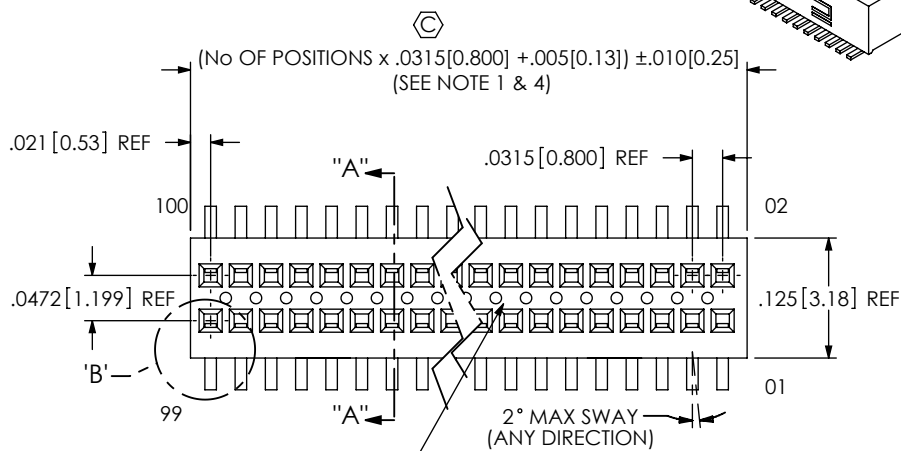 C
(No OF POSITIONS x .0315[0.800] +.005[0.13]) ±.010[0.25]
(SEE NOTE 1 & 4)
.021[0.53] REF
"A"
.0315[0.800] REF
100
02
.0472[1.199] REF
.125[3.18] REF
'B'
01
99
"A"
2° MAX SWAY
(ANY DIRECTION)